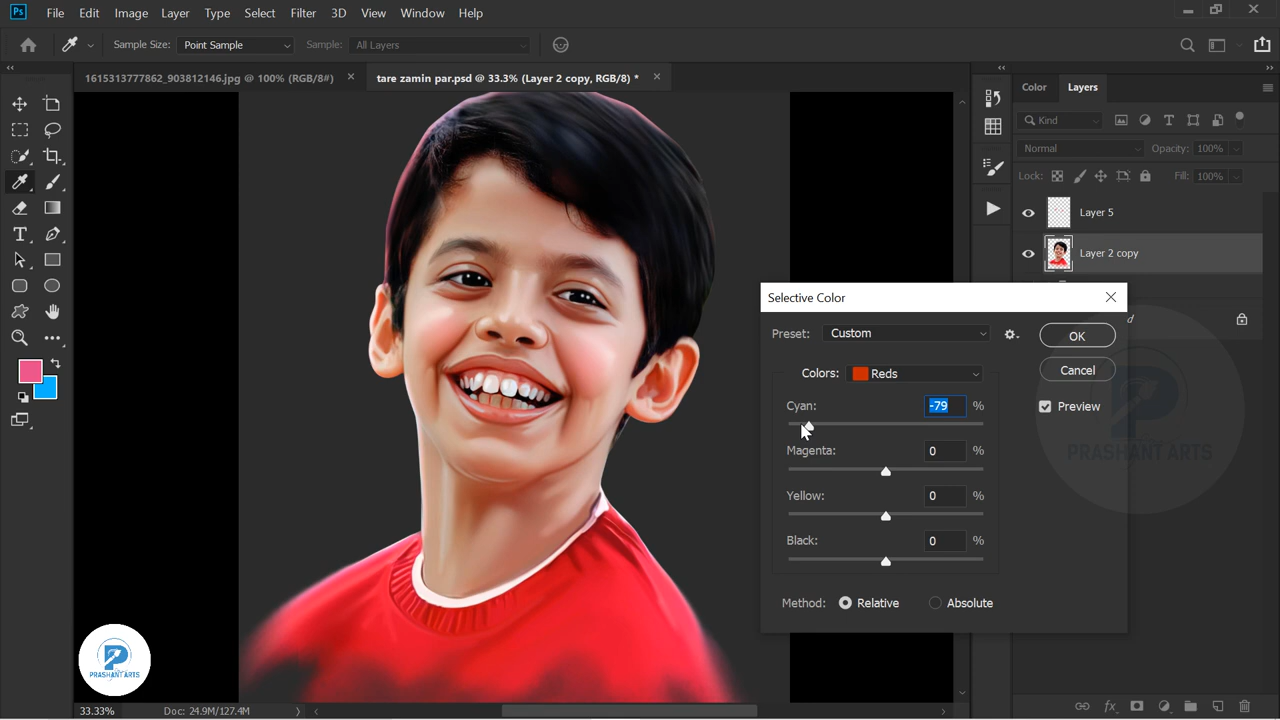 Ps File Edit Image Layer Type Select Filter 3D View Window Help
Sample Size: Point Sample Sample: All Layers
1615313777862_903812146.jpg @ 100% (RGB/8#) × tare zamin par.psd @ 33.3% (Layer 2 copy, RGB/8) * ×
Color Layers
Kind
Normal Opacity: 100%
Lock: Fill: 100%
Layer 5
Layer 2 copy
Selective Color
Preset: Custom
OK
Colors: Reds
Cancel
Cyan: -79 %
Preview
Magenta: 0 %
PRASHANT ARTS
Yellow: 0 %
Black: 0 %
Method: Relative Absolute
PRASHANT ARTS
33.33% Doc: 24.9M/127.4M